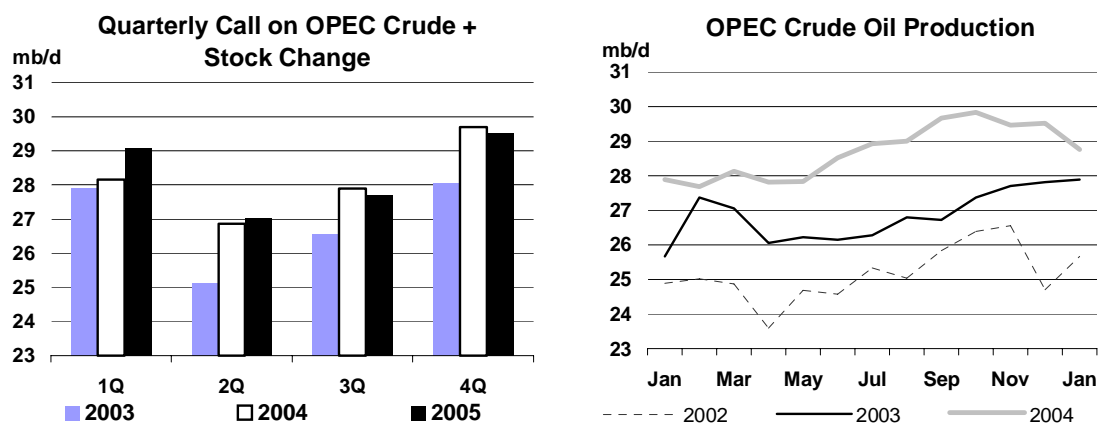 Quarterly Call on OPEC Crude +
Stock Change
mb/d
31
30
29
28
27
26
25
24
23
1Q 2Q 3Q 4Q
2003 2004 2005
OPEC Crude Oil Production
mb/d
31
30
29
28
27
26
25
24
23
Jan Mar May Jul Sep Nov Jan
2002 2003 2004